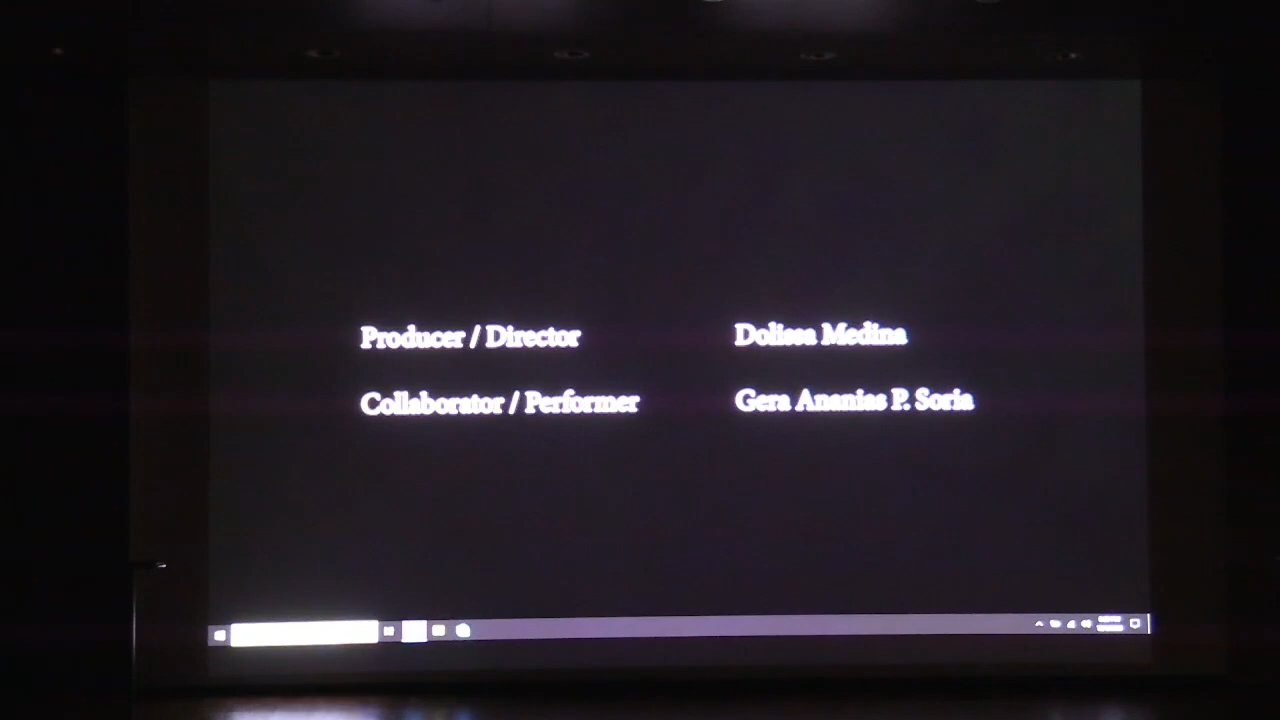 Producer / Director Dolissa Medina
Collaborator / Performer Gera Ananias P. Soria